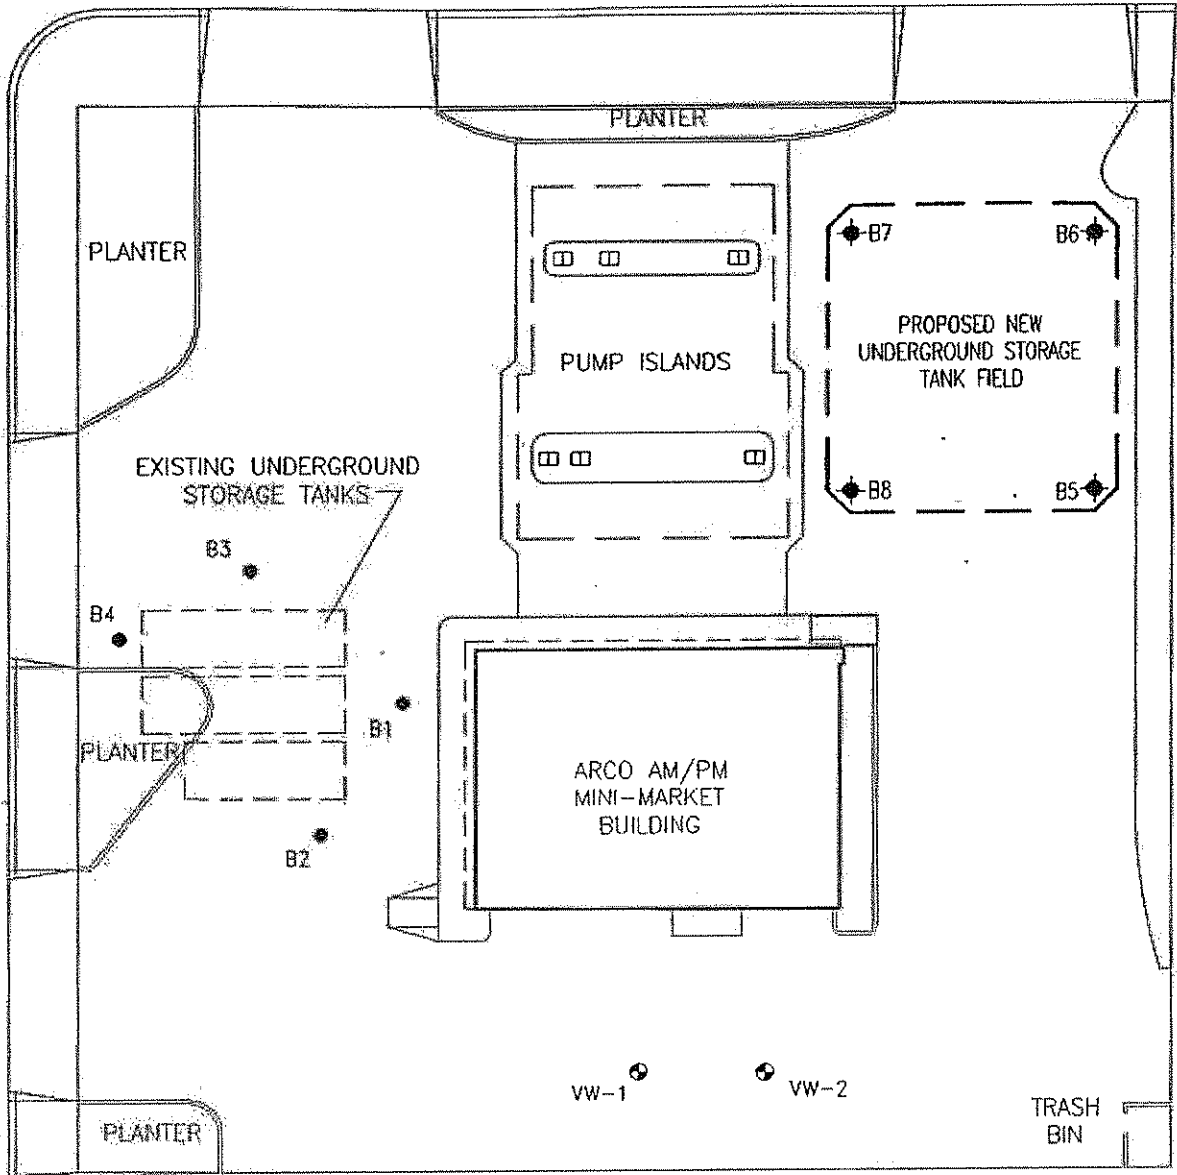 PLANTER
PLANTER
B7
B6
PROPOSED NEW
UNDERGROUND STORAGE
TANK FIELD
PUMP ISLANDS
EXISTING UNDERGROUND
STORAGE TANKS
B8
B5
B3
B4
B1
PLANTER
ARCO AM/PM
MINI-MARKET
BUILDING
B2
VW-1
VW-2
TRASH
BIN
PLANTER